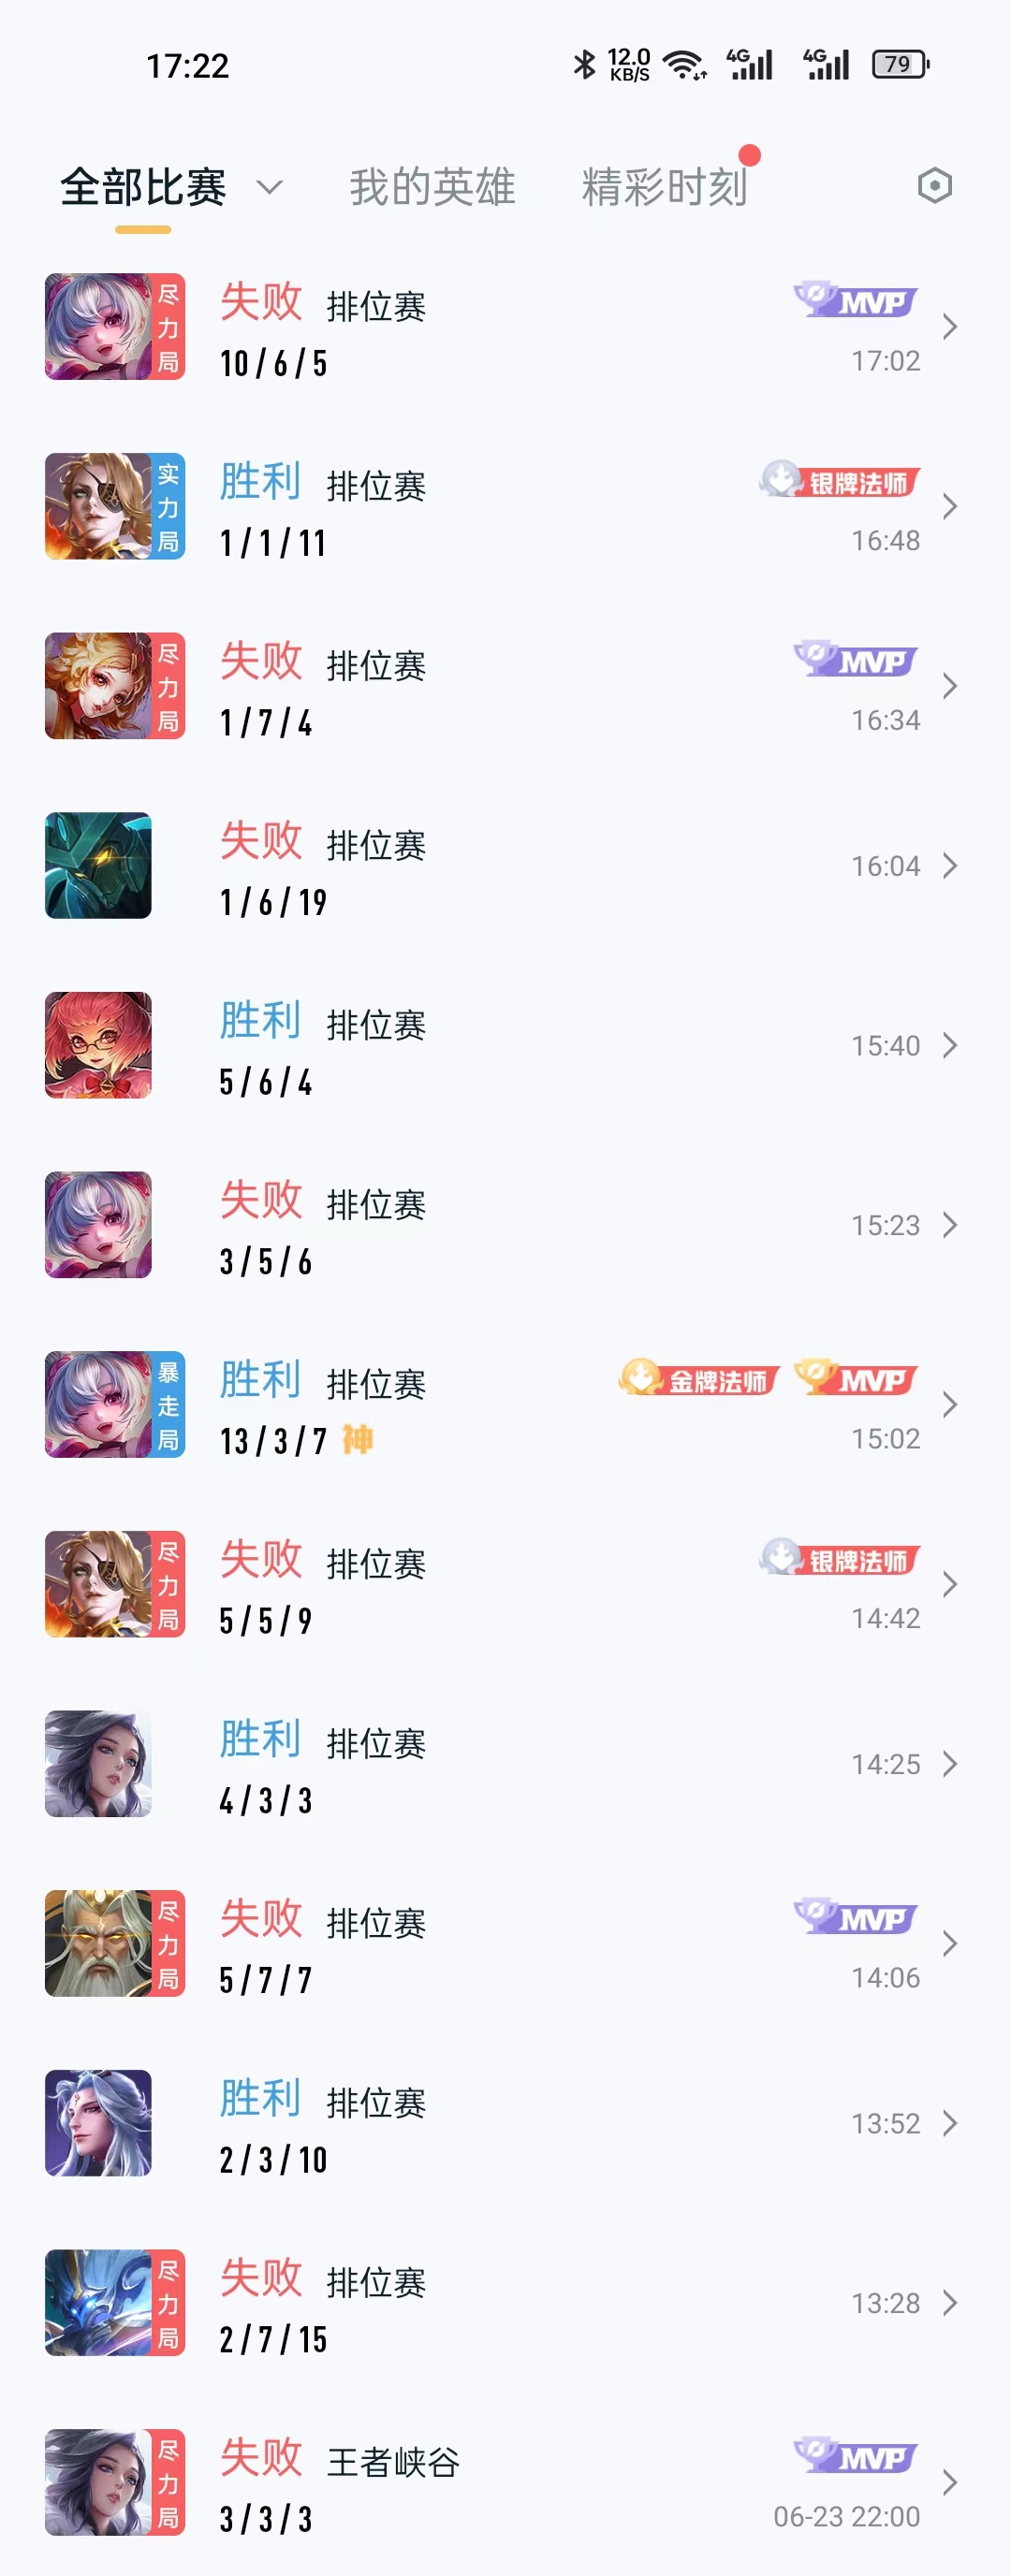 17:22 12.0 KB/S 4G 4G 79
全部比赛 我的英雄 精彩时刻
尽力局 失败 排位赛 MVP
10 / 6 / 5 17:02
实力局 胜利 排位赛 银牌法师
1 / 1 / 11 16:48
尽力局 失败 排位赛 MVP
1 / 7 / 4 16:34
失败 排位赛 16:04
1 / 6 / 19
胜利 排位赛 15:40
5 / 6 / 4
失败 排位赛 15:23
3 / 5 / 6
暴走局 胜利 排位赛 金牌法师 MVP
13 / 3 / 7 神 15:02
尽力局 失败 排位赛 银牌法师
5 / 5 / 9 14:42
胜利 排位赛 14:25
4 / 3 / 3
尽力局 失败 排位赛 MVP
5 / 7 / 7 14:06
胜利 排位赛 13:52
2 / 3 / 10
尽力局 失败 排位赛 13:28
2 / 7 / 15
尽力局 失败 王者峡谷 MVP
3 / 3 / 3 06-23 22:00